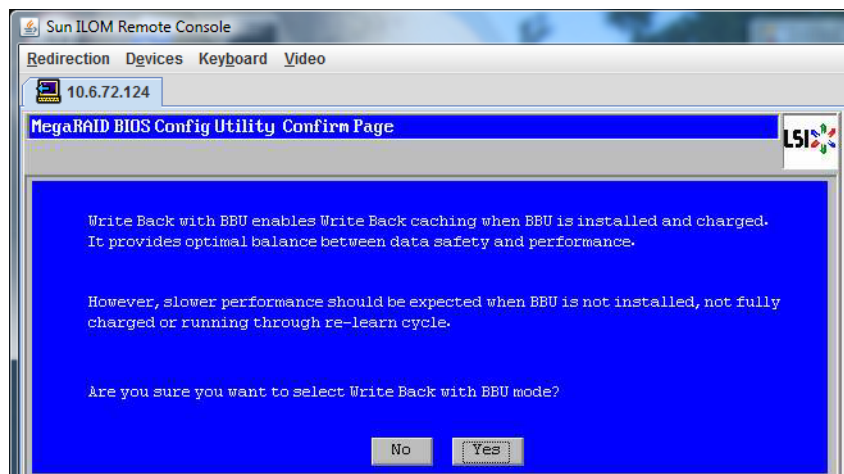 Sun ILOM Remote Console
Redirection Devices Keyboard Video
10.6.72.124
MegaRAID BIOS Config Utility Confirm Page
LSI
Write Back with BBU enables Write Back caching when BBU is installed and charged.
It provides optimal balance between data safety and performance.
However, slower performance should be expected when BBU is not installed, not fully
charged or running through re-learn cycle.
Are you sure you want to select Write Back with BBU mode?
No Yes